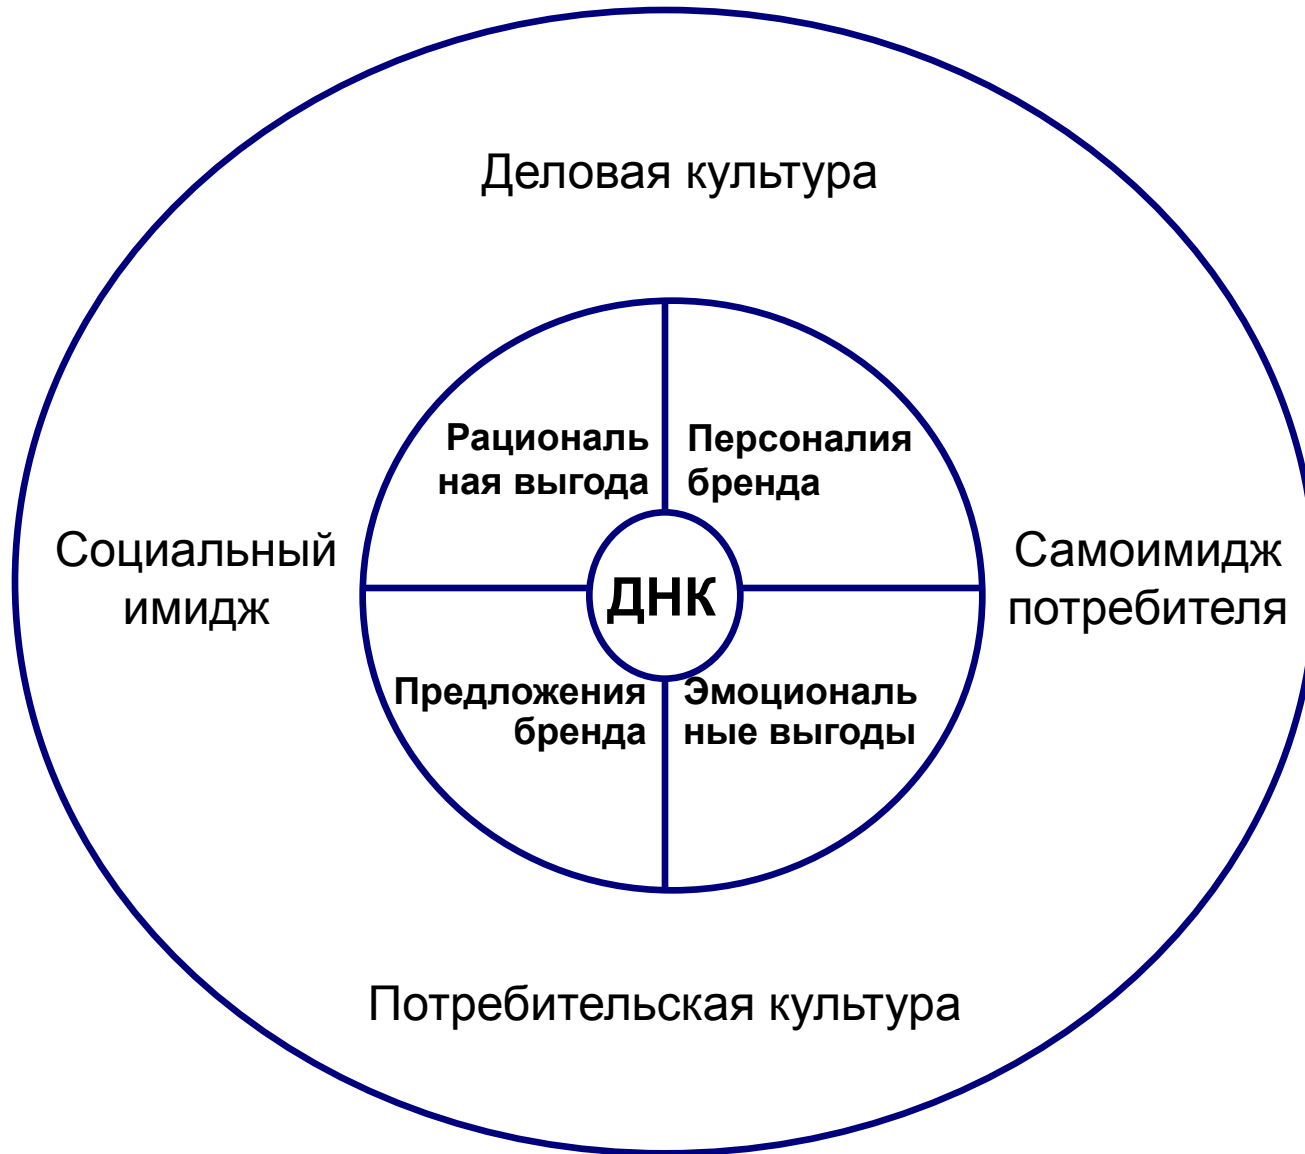 Деловая культура
Рациональ
ная выгода
Персоналия
бренда
Социальный
имидж
ДНК
Самоимидж
потребителя
Предложения
бренда
Эмоциональ
ные выгоды
Потребительская культура